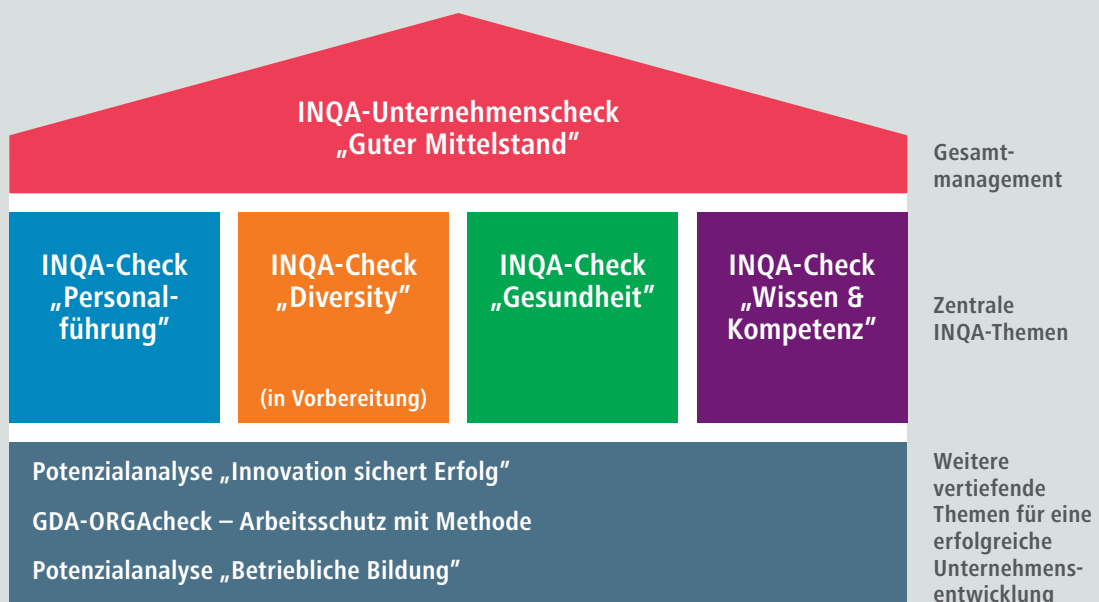 INQA-Unternehmenscheck
„Guter Mittelstand”
Gesamt-
management
INQA-Check
„Personal-
führung”
INQA-Check
„Diversity”
(in Vorbereitung)
INQA-Check
„Gesundheit”
INQA-Check
„Wissen &
Kompetenz”
Zentrale
INQA-Themen
Potenzialanalyse „Innovation sichert Erfolg”
GDA-ORGAcheck – Arbeitsschutz mit Methode
Potenzialanalyse „Betriebliche Bildung”
Weitere
vertiefende
Themen für eine
erfolgreiche
Unternehmens-
entwicklung